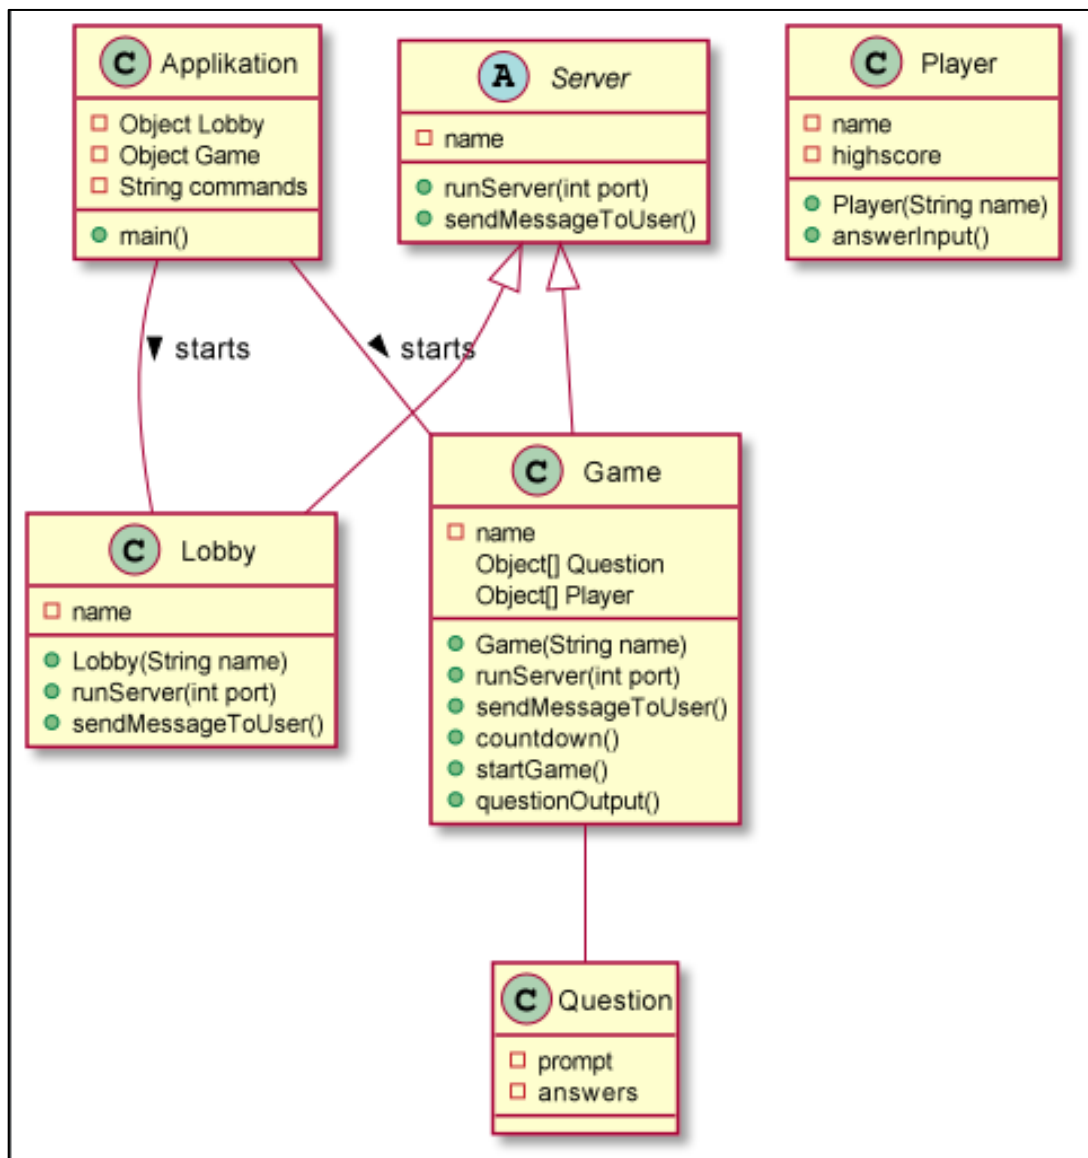 C Applikation
Object Lobby
Object Game
String commands
main()
A Server
name
runServer(int port)
sendMessageToUser()
C Player
name
highscore
Player(String name)
answerInput()
starts
starts
C Lobby
name
Lobby(String name)
runServer(int port)
sendMessageToUser()
C Game
name
Object[] Question
Object[] Player
Game(String name)
runServer(int port)
sendMessageToUser()
countdown()
startGame()
questionOutput()
C Question
prompt
answers